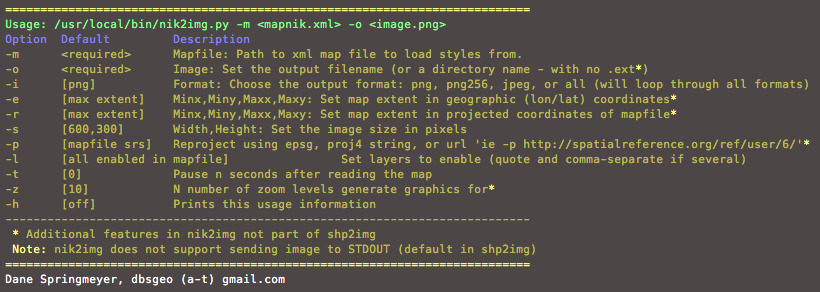 ===========================================================================
Usage: /usr/local/bin/nik2img.py -m <mapnik.xml> -o <image.png>
Option  Default         Description
-m      <required>      Mapfile: Path to xml map file to load styles from.
-o      <required>      Image: Set the output filename (or a directory name - with no .ext*)
-i      [png]           Format: Choose the output format: png, png256, jpeg, or all (will loop through all formats)
-e      [max extent]    Minx,Miny,Maxx,Maxy: Set map extent in geographic (lon/lat) coordinates*
-r      [max extent]    Minx,Miny,Maxx,Maxy: Set map extent in projected coordinates of mapfile*
-s      [600,300]       Width,Height: Set the image size in pixels
-p      [mapfile srs]   Reproject using epsg, proj4 string, or url 'ie -p http://spatialreference.org/ref/user/6/'*
-l      [all enabled in mapfile]                Set layers to enable (quote and comma-separate if several)
-t      [0]             Pause n seconds after reading the map
-z      [10]            N number of zoom levels generate graphics for*
-h      [off]           Prints this usage information
---------------------------------------------------------------------------
 * Additional features in nik2img not part of shp2img
 Note: nik2img does not support sending image to STDOUT (default in shp2img)
===========================================================================
Dane Springmeyer, dbsgeo (a-t) gmail.com